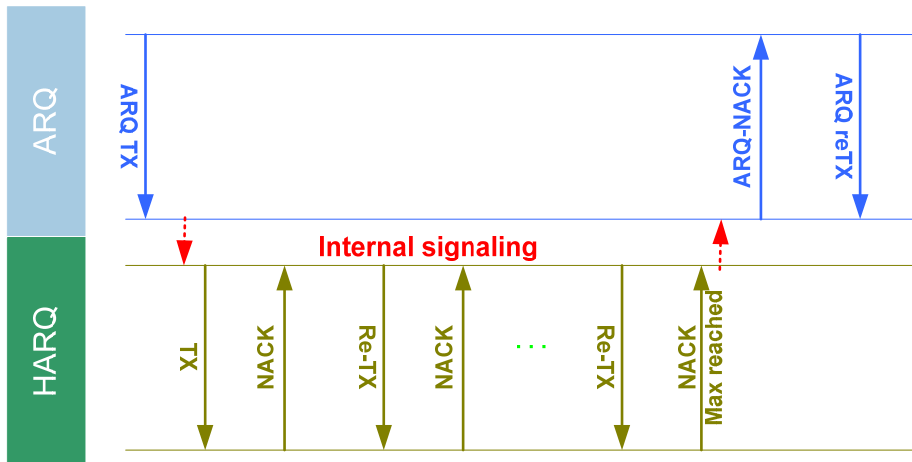 ARQ
ARQ TX
ARQ-NACK
ARQ reTX
Internal signaling
HARQ
TX
NACK
Re-TX
NACK
...
Re-TX
NACK
Max reached